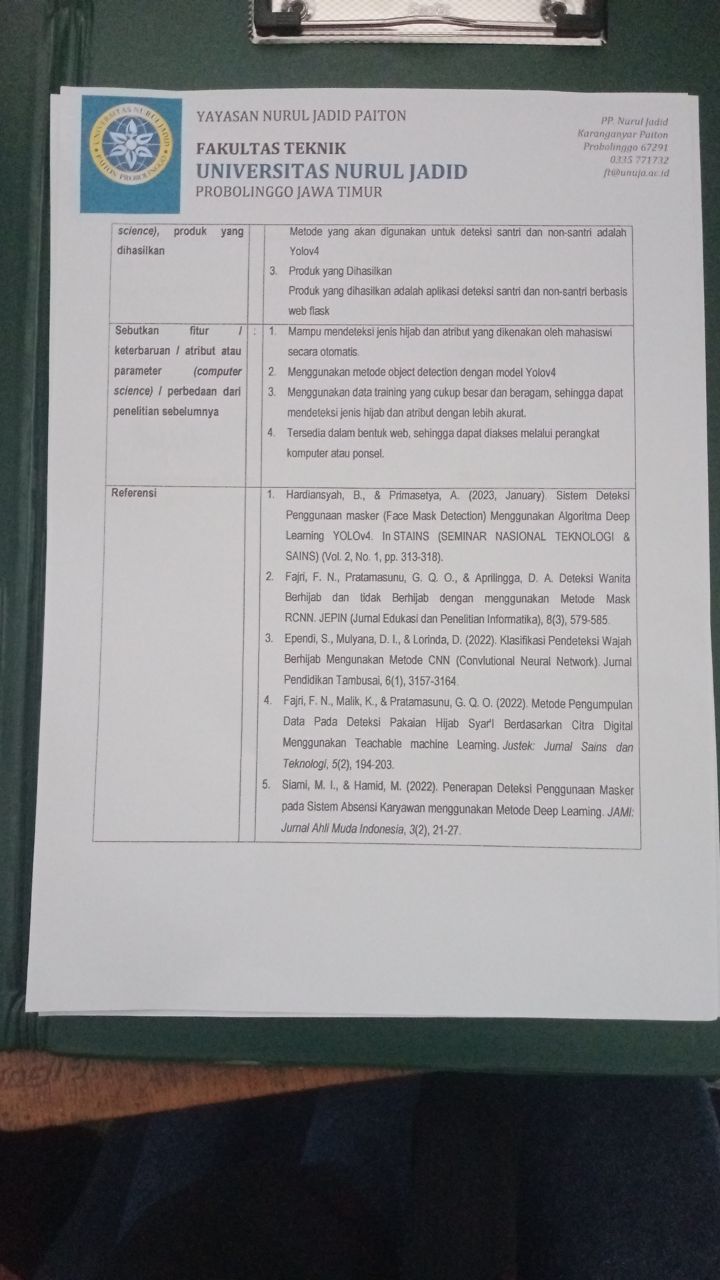 YAYASAN NURUL JADID PAITON
FAKULTAS TEKNIK
UNIVERSITAS NURUL JADID
PROBOLINGGO JAWA TIMUR
PP. Nurul Jadid
Karanganyar Paiton
Probolinggo 67291
0335 771732
ft@unuja.ac.id
UNIVERSITAS NURUL JADID
PAITON PROBOLINGGO
science), produk yang
dihasilkan
Metode yang akan digunakan untuk deteksi santri dan non-santri adalah
Yolov4
3. Produk yang Dihasilkan
Produk yang dihasilkan adalah aplikasi deteksi santri dan non-santri berbasis
web flask
Sebutkan fitur /
keterbaruan / atribut atau
parameter (computer
science) / perbedaan dari
penelitian sebelumnya
:
1. Mampu mendeteksi jenis hijab dan atribut yang dikenakan oleh mahasiswi
secara otomatis.
2. Menggunakan metode object detection dengan model Yolov4
3. Menggunakan data training yang cukup besar dan beragam, sehingga dapat
mendeteksi jenis hijab dan atribut dengan lebih akurat.
4. Tersedia dalam bentuk web, sehingga dapat diakses melalui perangkat
komputer atau ponsel.
Referensi
1. Hardiansyah, B., & Primasetya, A. (2023, January). Sistem Deteksi
Penggunaan masker (Face Mask Detection) Menggunakan Algoritma Deep
Learning YOLOv4. In STAINS (SEMINAR NASIONAL TEKNOLOGI &
SAINS) (Vol. 2, No. 1, pp. 313-318).
2. Fajri, F. N., Pratamasunu, G. Q. O., & Aprilingga, D. A. Deteksi Wanita
Berhijab dan tidak Berhijab dengan menggunakan Metode Mask
RCNN. JEPIN (Jurnal Edukasi dan Penelitian Informatika), 8(3), 579-585.
3. Ependi, S., Mulyana, D. I., & Lorinda, D. (2022). Klasifikasi Pendeteksi Wajah
Berhijab Mengunakan Metode CNN (Convlutional Neural Network). Jurnal
Pendidikan Tambusai, 6(1), 3157-3164.
4. Fajri, F. N., Malik, K., & Pratamasunu, G. Q. O. (2022). Metode Pengumpulan
Data Pada Deteksi Pakaian Hijab Syar'I Berdasarkan Citra Digital
Menggunakan Teachable machine Learning. Justek: Jurnal Sains dan
Teknologi, 5(2), 194-203.
5. Siami, M. I., & Hamid, M. (2022). Penerapan Deteksi Penggunaan Masker
pada Sistem Absensi Karyawan menggunakan Metode Deep Learning. JAMI:
Jurnal Ahli Muda Indonesia, 3(2), 21-27.